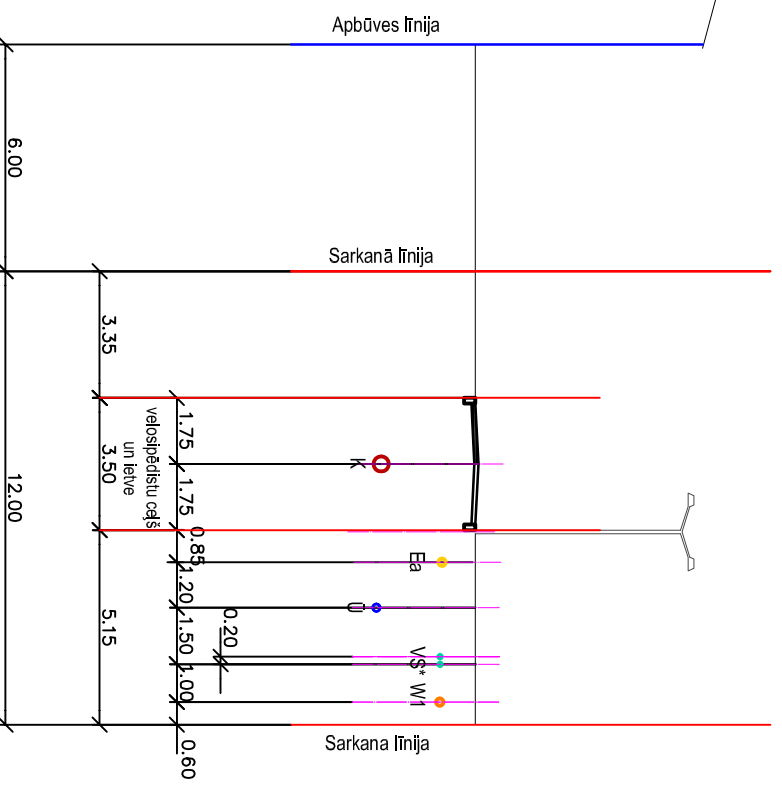 Apbūves līnija
6.00
Sarkanā līnija
3.35
1.75
velosipēdistu ceļš
un ietve
3.50
K
12.00
1.75
0.85
Ea
1.20
Ū
5.15
0.20
1.50
VS*
W1
1.00
Sarkana līnija
0.60